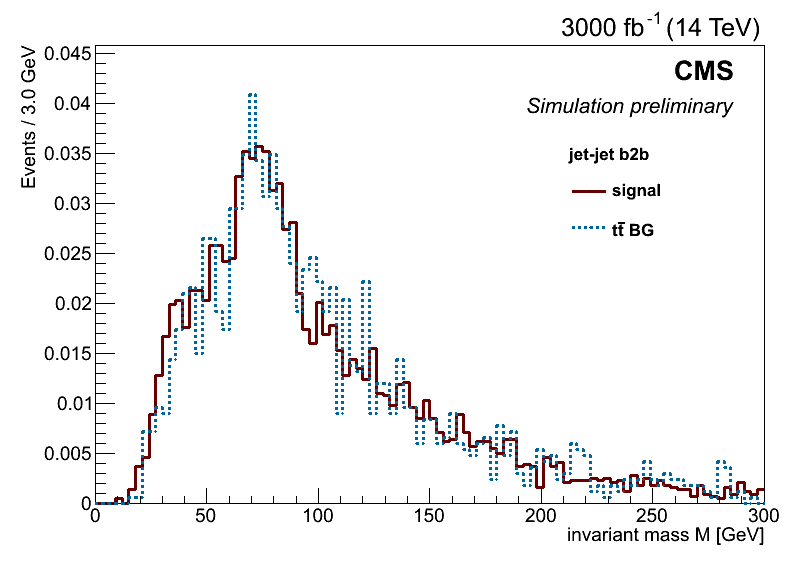 3000 fb-1 (14 TeV)
CMS
Simulation preliminary
jet-jet b2b
signal
tt̅ BG
Events / 3.0 GeV
0.045
0.04
0.035
0.03
0.025
0.02
0.015
0.01
0.005
0
0 50 100 150 200 250 300
invariant mass M [GeV]